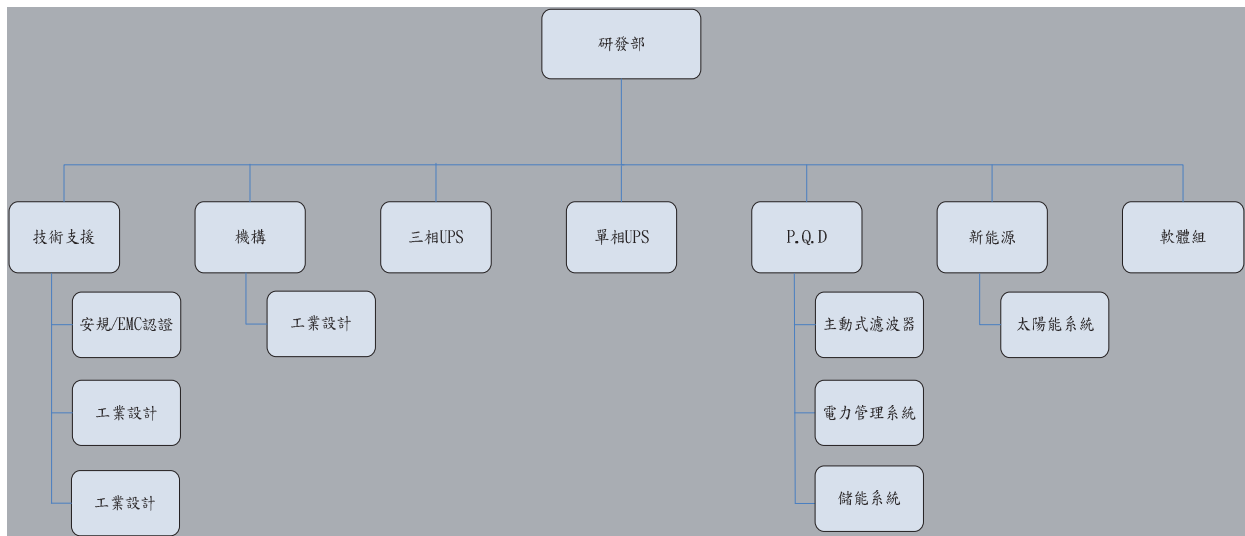 研發部
技術支援
機構
三相UPS
單相UPS
P.Q.D
新能源
軟體組
安規/EMC認證
工業設計
主動式濾波器
太陽能系統
工業設計
電力管理系統
工業設計
儲能系統